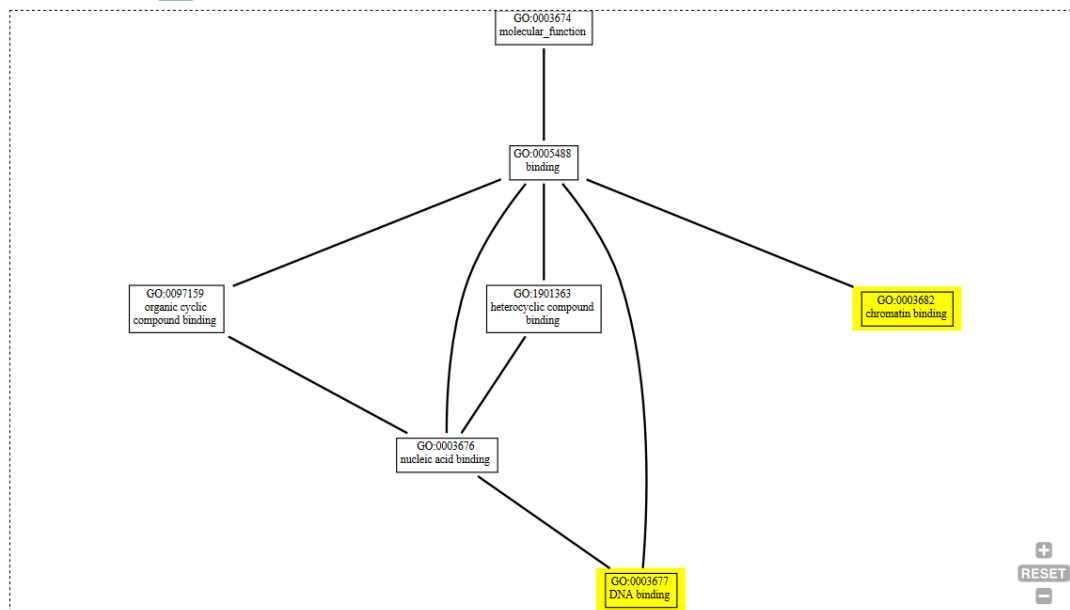 GO:0003674
molecular_function
GO:0005488
binding
GO:0097159
organic cyclic
compound binding
GO:1901363
heterocyclic compound
binding
GO:0003682
chromatin binding
GO:0003676
nucleic acid binding
GO:0003677
DNA binding
RESET